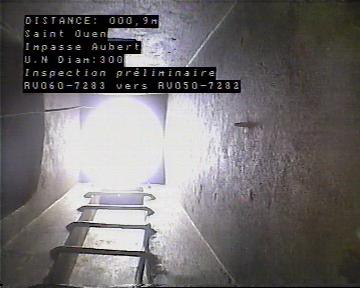 DISTANCE: 000,9m
Saint Ouen
Impasse Aubert
U.N Diam:300
Inspection préliminaire
RV060-7283 vers RV050-7282